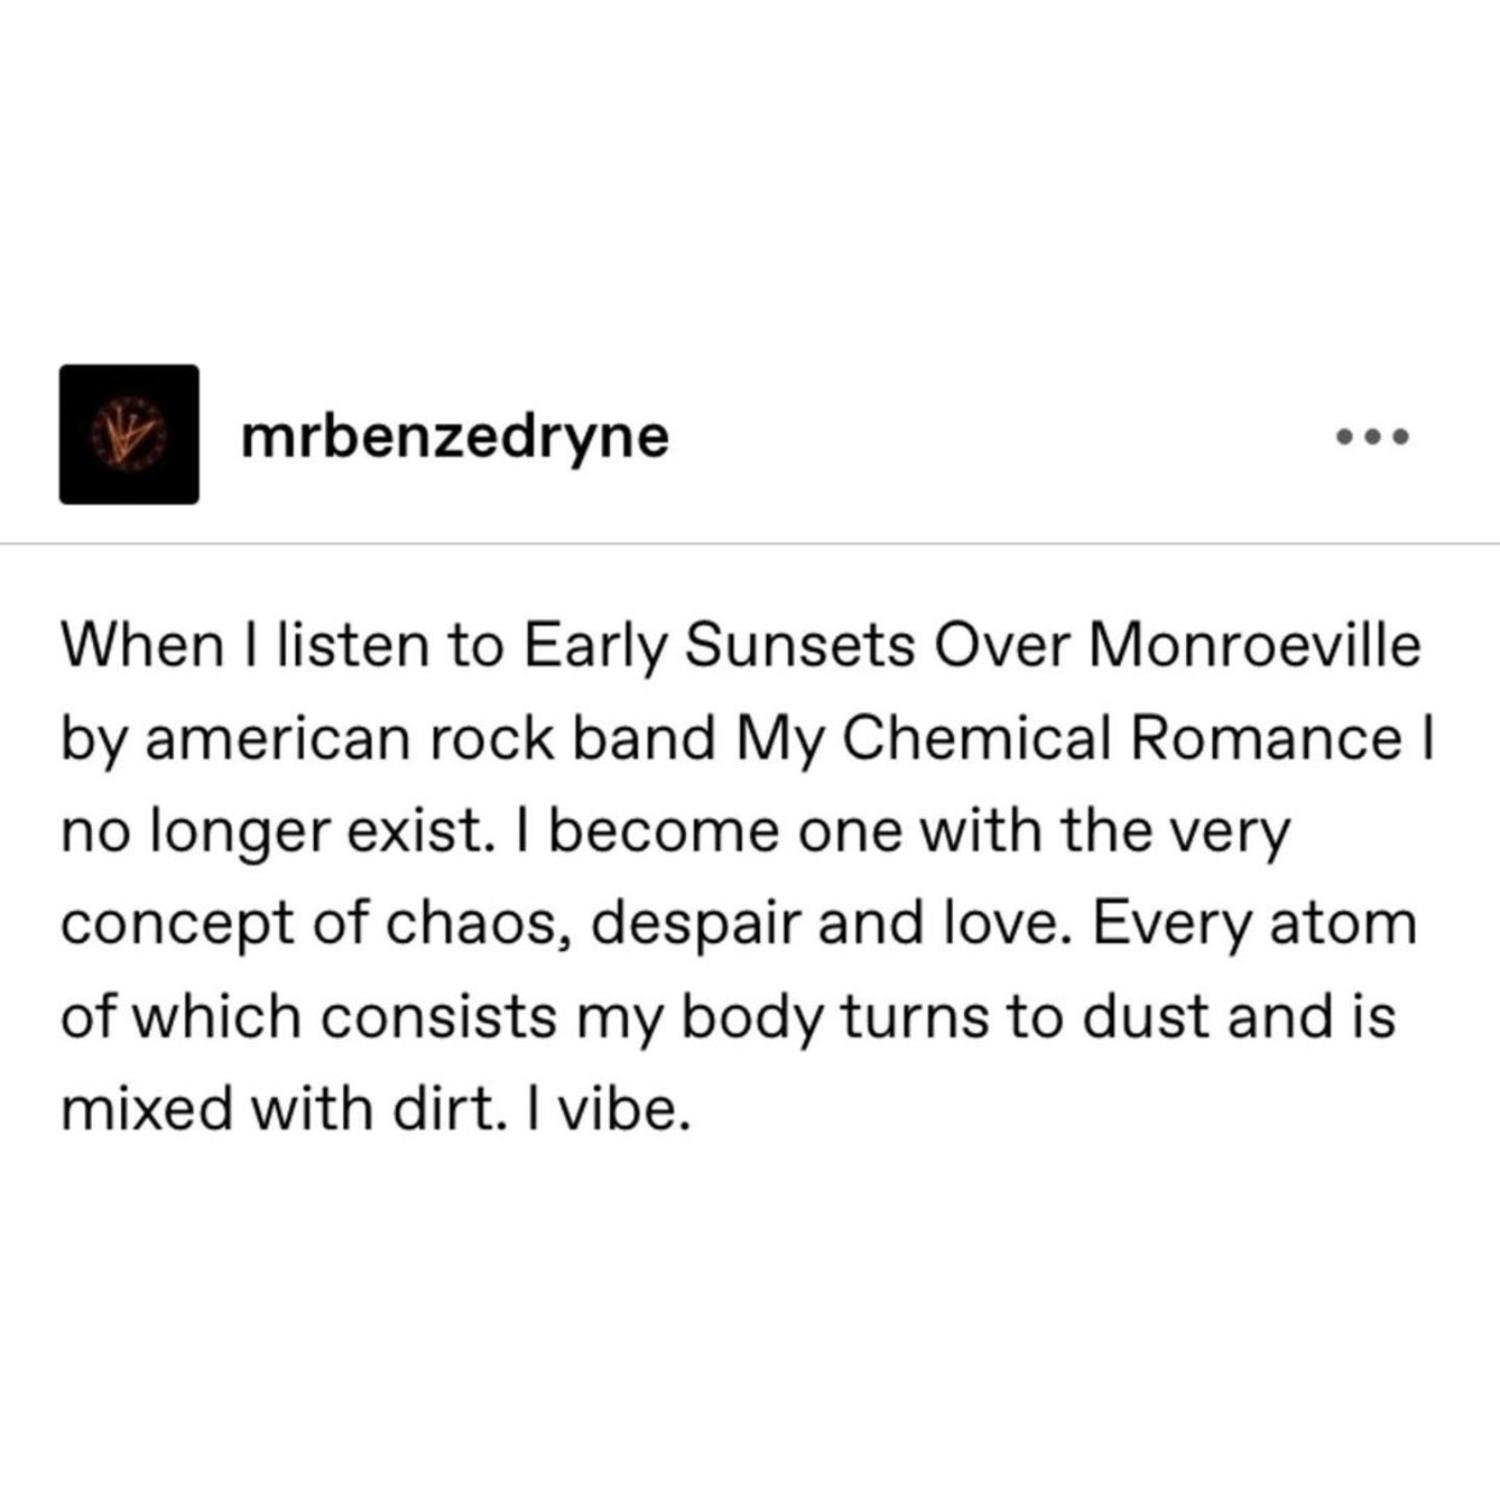 mrbenzedryne
When I listen to Early Sunsets Over Monroeville
by american rock band My Chemical Romance I
no longer exist. I become one with the very
concept of chaos, despair and love. Every atom
of which consists my body turns to dust and is
mixed with dirt. I vibe.